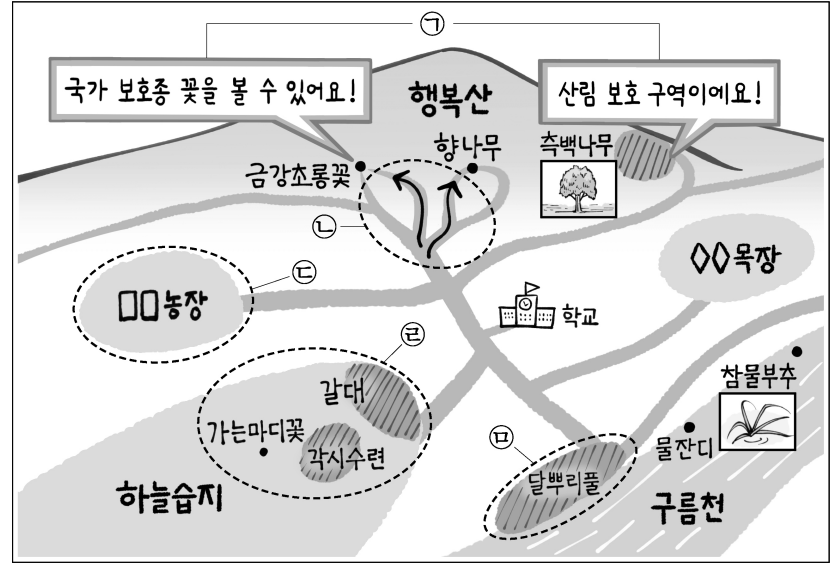 ㉠
국가 보호종 꽃을 볼 수 있어요!
행복산
산림 보호 구역이에요!
향나무
측백나무
금강초롱꽃
㉡
㉢
□□농장
◇◇목장
학교
㉣
갈대
가는마디꽃
각시수련
하늘습지
참물부추
물잔디
㉤
달뿌리풀
구름천